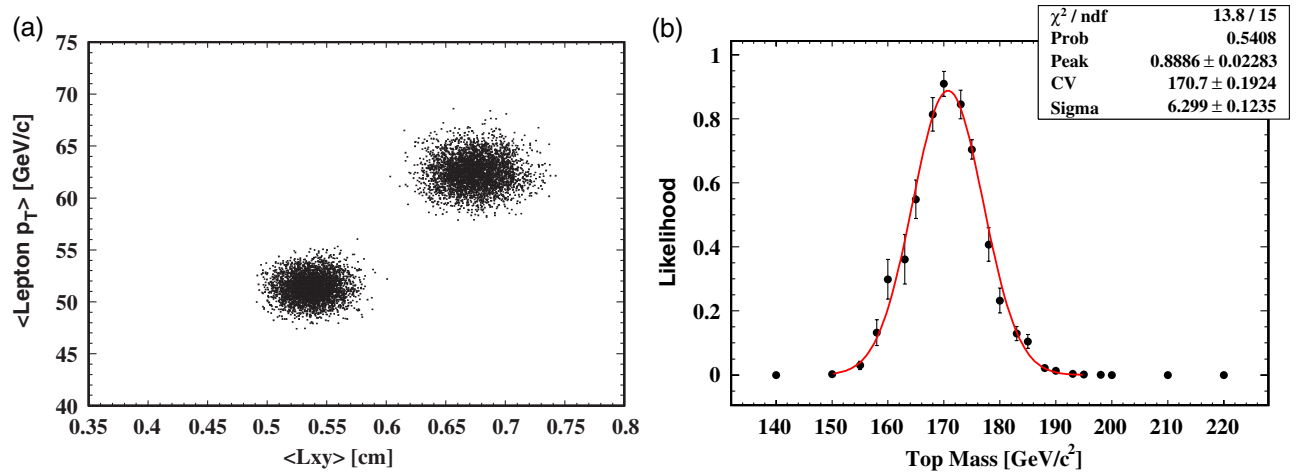 (a)
75
70
65
60
55
50
45
40
<Lepton p_T> [GeV/c]
0.35 0.4 0.45 0.5 0.55 0.6 0.65 0.7 0.75 0.8
<Lxy> [cm]
(b)
χ² / ndf 13.8 / 15
Prob 0.5408
Peak 0.8886 ± 0.02283
CV 170.7 ± 0.1924
Sigma 6.299 ± 0.1235
1
0.8
0.6
0.4
0.2
0
Likelihood
140 150 160 170 180 190 200 210 220
Top Mass [GeV/c²]